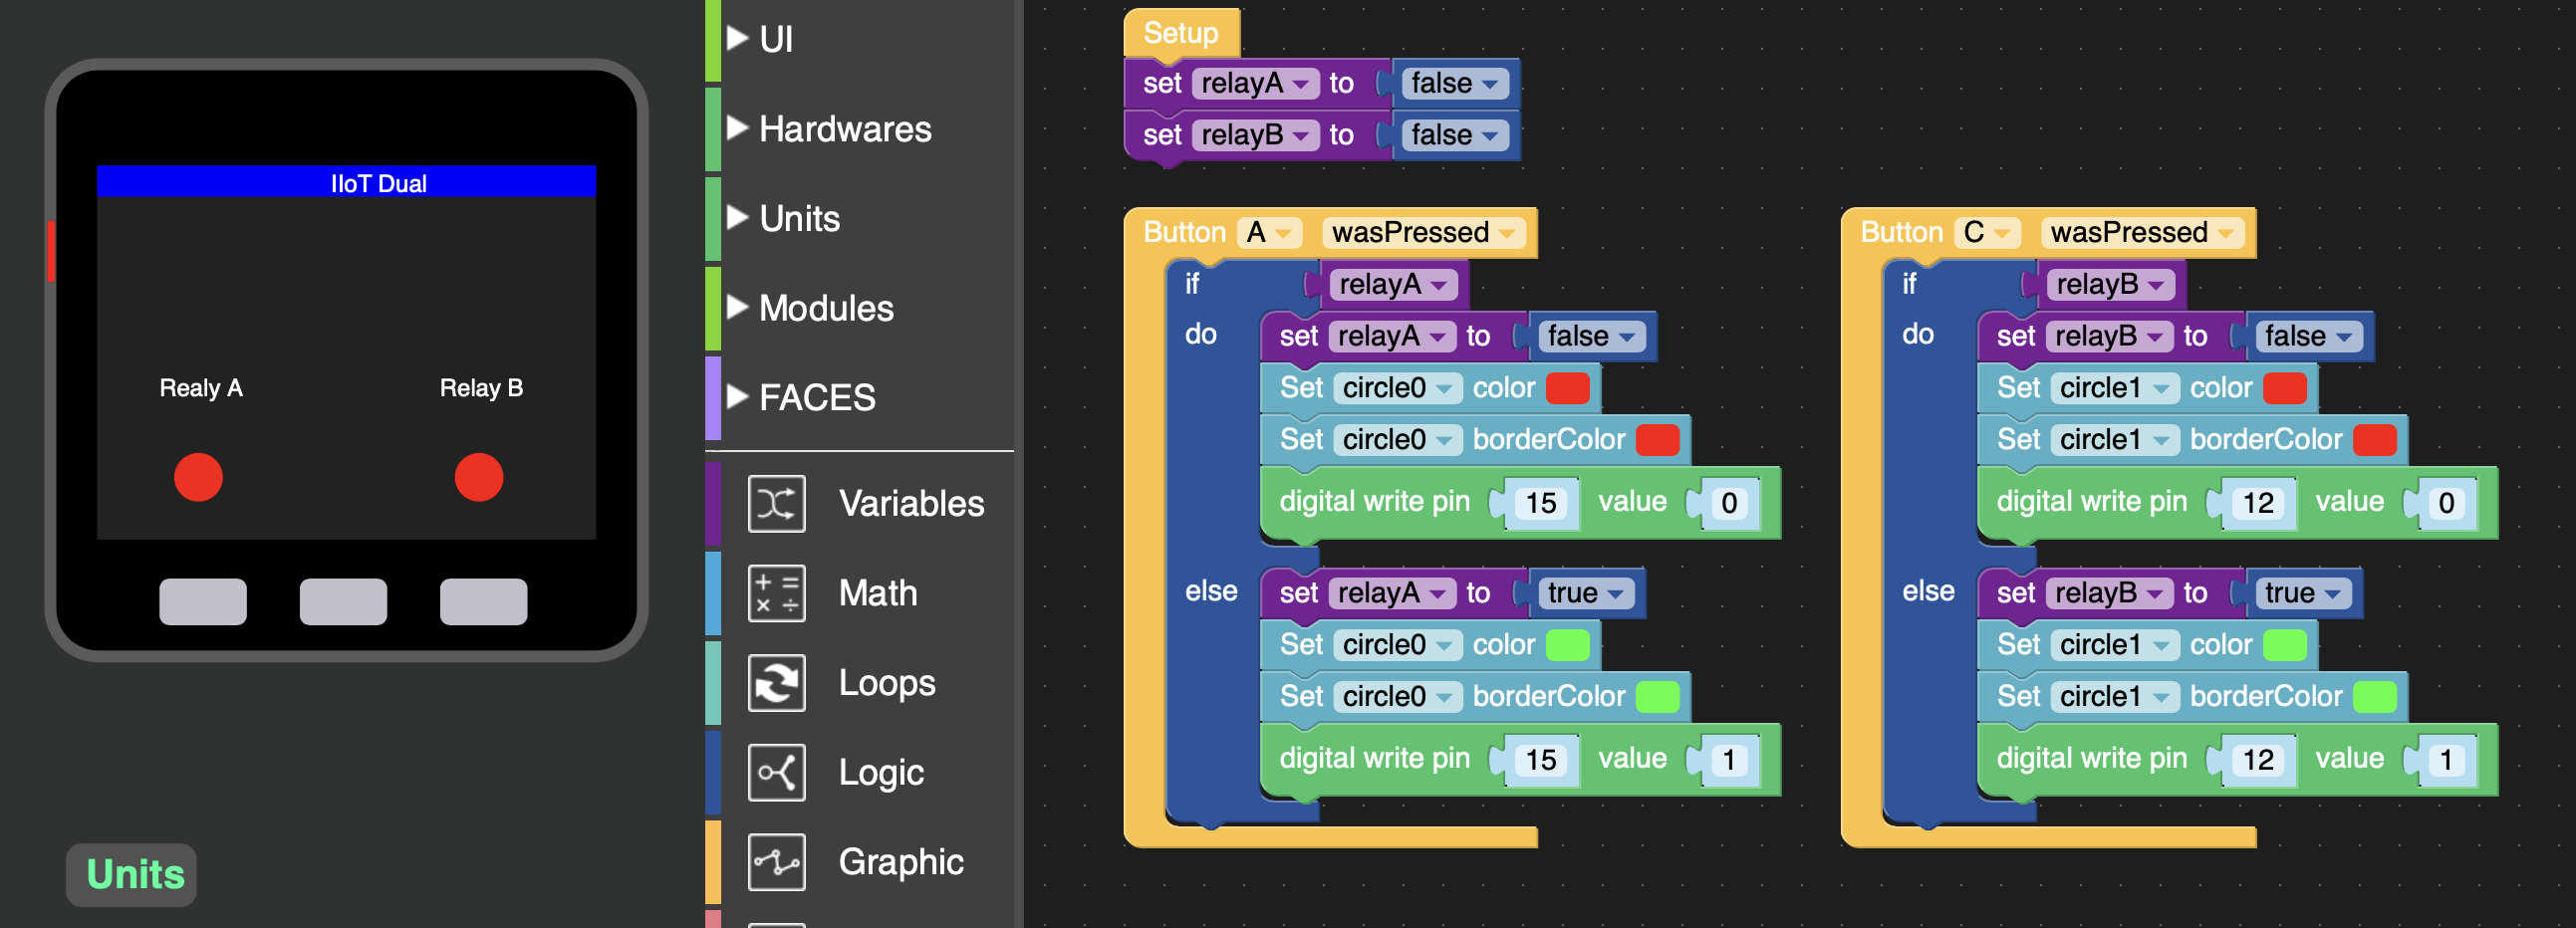 IIoT Dual
Realy A
Relay B
Units
UI
Hardwares
Units
Modules
FACES
Variables
Math
Loops
Logic
Graphic
Setup
set relayA to false
set relayB to false
Button A wasPressed
if relayA
do set relayA to false
Set circle0 color
Set circle0 borderColor
digital write pin 15 value 0
else set relayA to true
Set circle0 color
Set circle0 borderColor
digital write pin 15 value 1
Button C wasPressed
if relayB
do set relayB to false
Set circle1 color
Set circle1 borderColor
digital write pin 12 value 0
else set relayB to true
Set circle1 color
Set circle1 borderColor
digital write pin 12 value 1